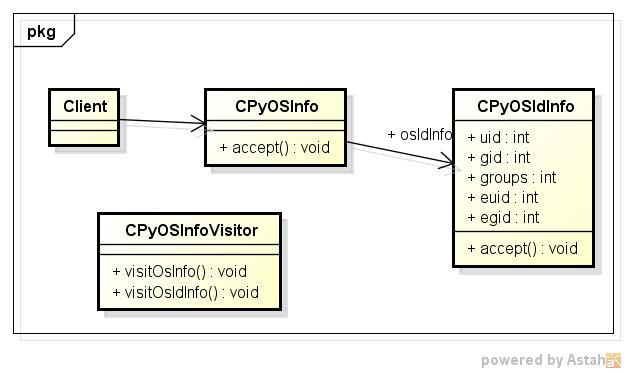 pkg
Client
CPyOSInfo
+ accept() : void
+ osIdInfo
CPyOSIdInfo
+ uid : int
+ gid : int
+ groups : int
+ euid : int
+ egid : int
+ accept() : void
CPyOSInfoVisitor
+ visitOsInfo() : void
+ visitOsIdInfo() : void
powered by Astah